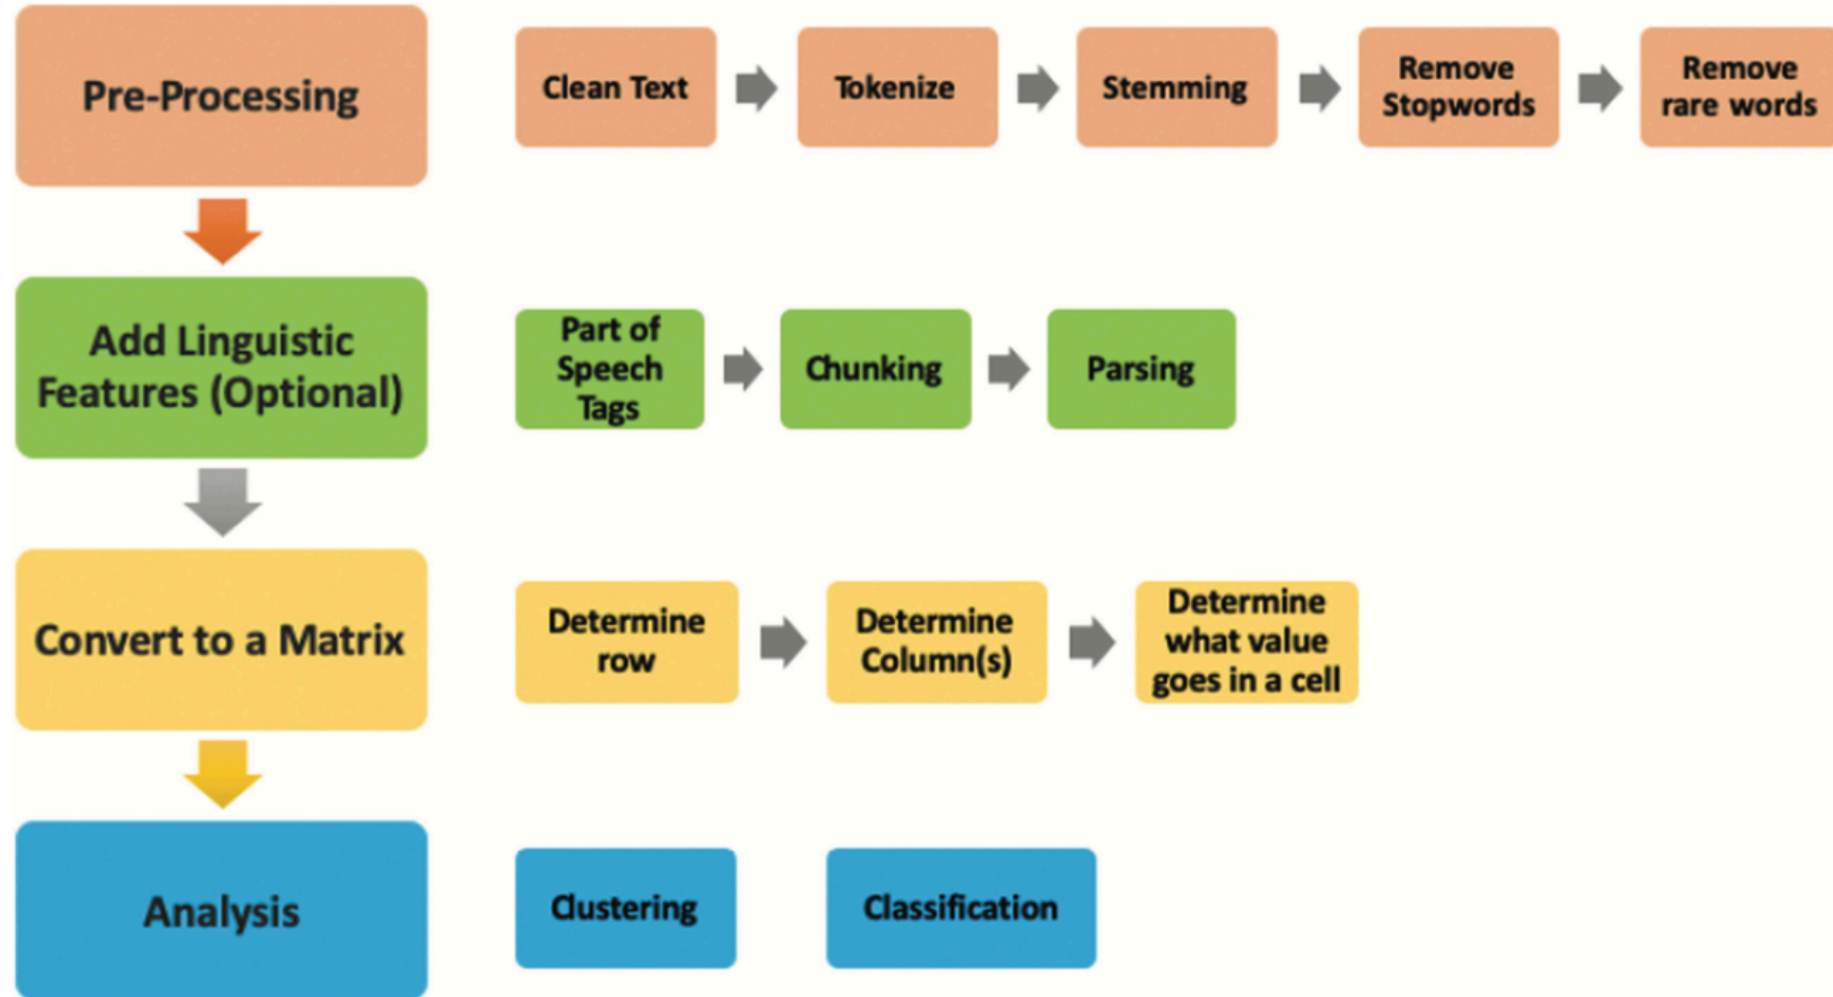 Pre-Processing
Clean Text
Tokenize
Stemming
Remove
Stopwords
Remove
rare words
Add Linguistic
Features (Optional)
Part of
Speech
Tags
Chunking
Parsing
Convert to a Matrix
Determine
row
Determine
Column(s)
Determine
what value
goes in a cell
Analysis
Clustering
Classification